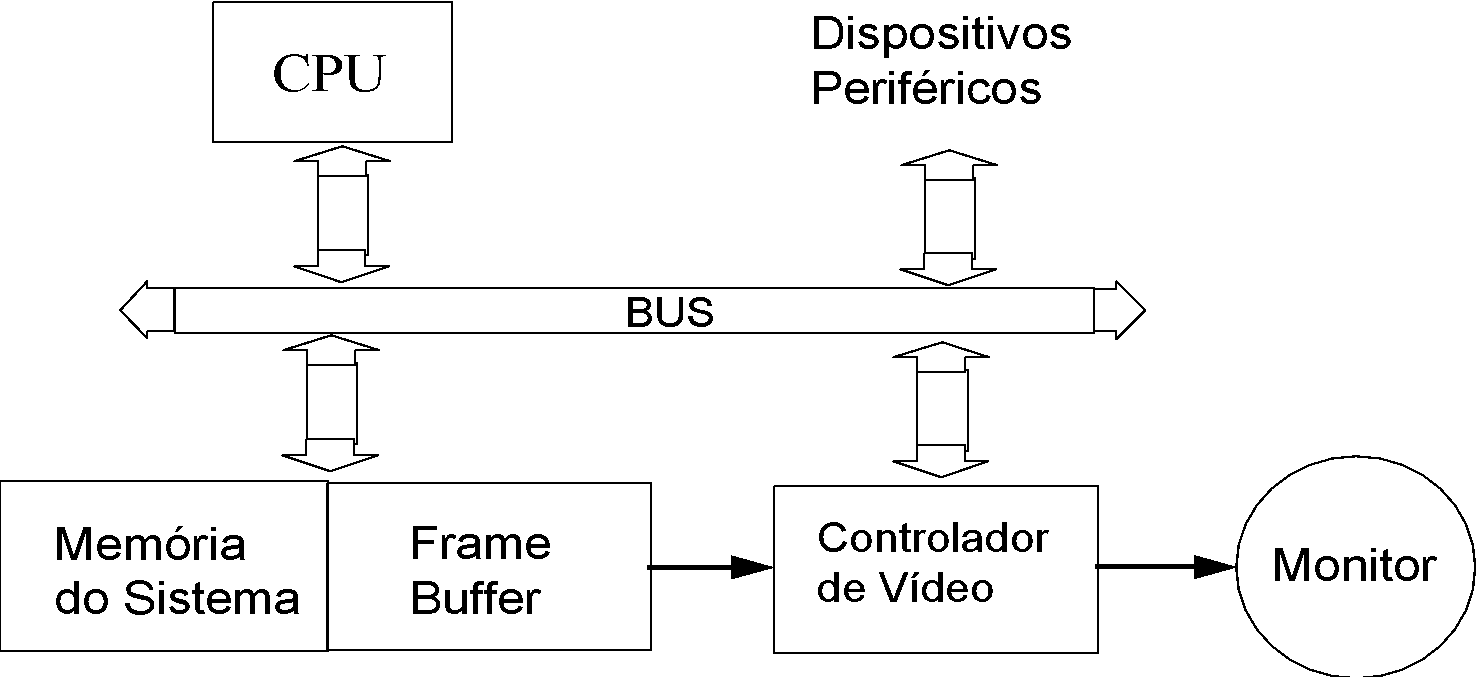 CPU
Dispositivos
Periféricos
BUS
Memória
do Sistema
Frame
Buffer
Controlador
de Vídeo
Monitor